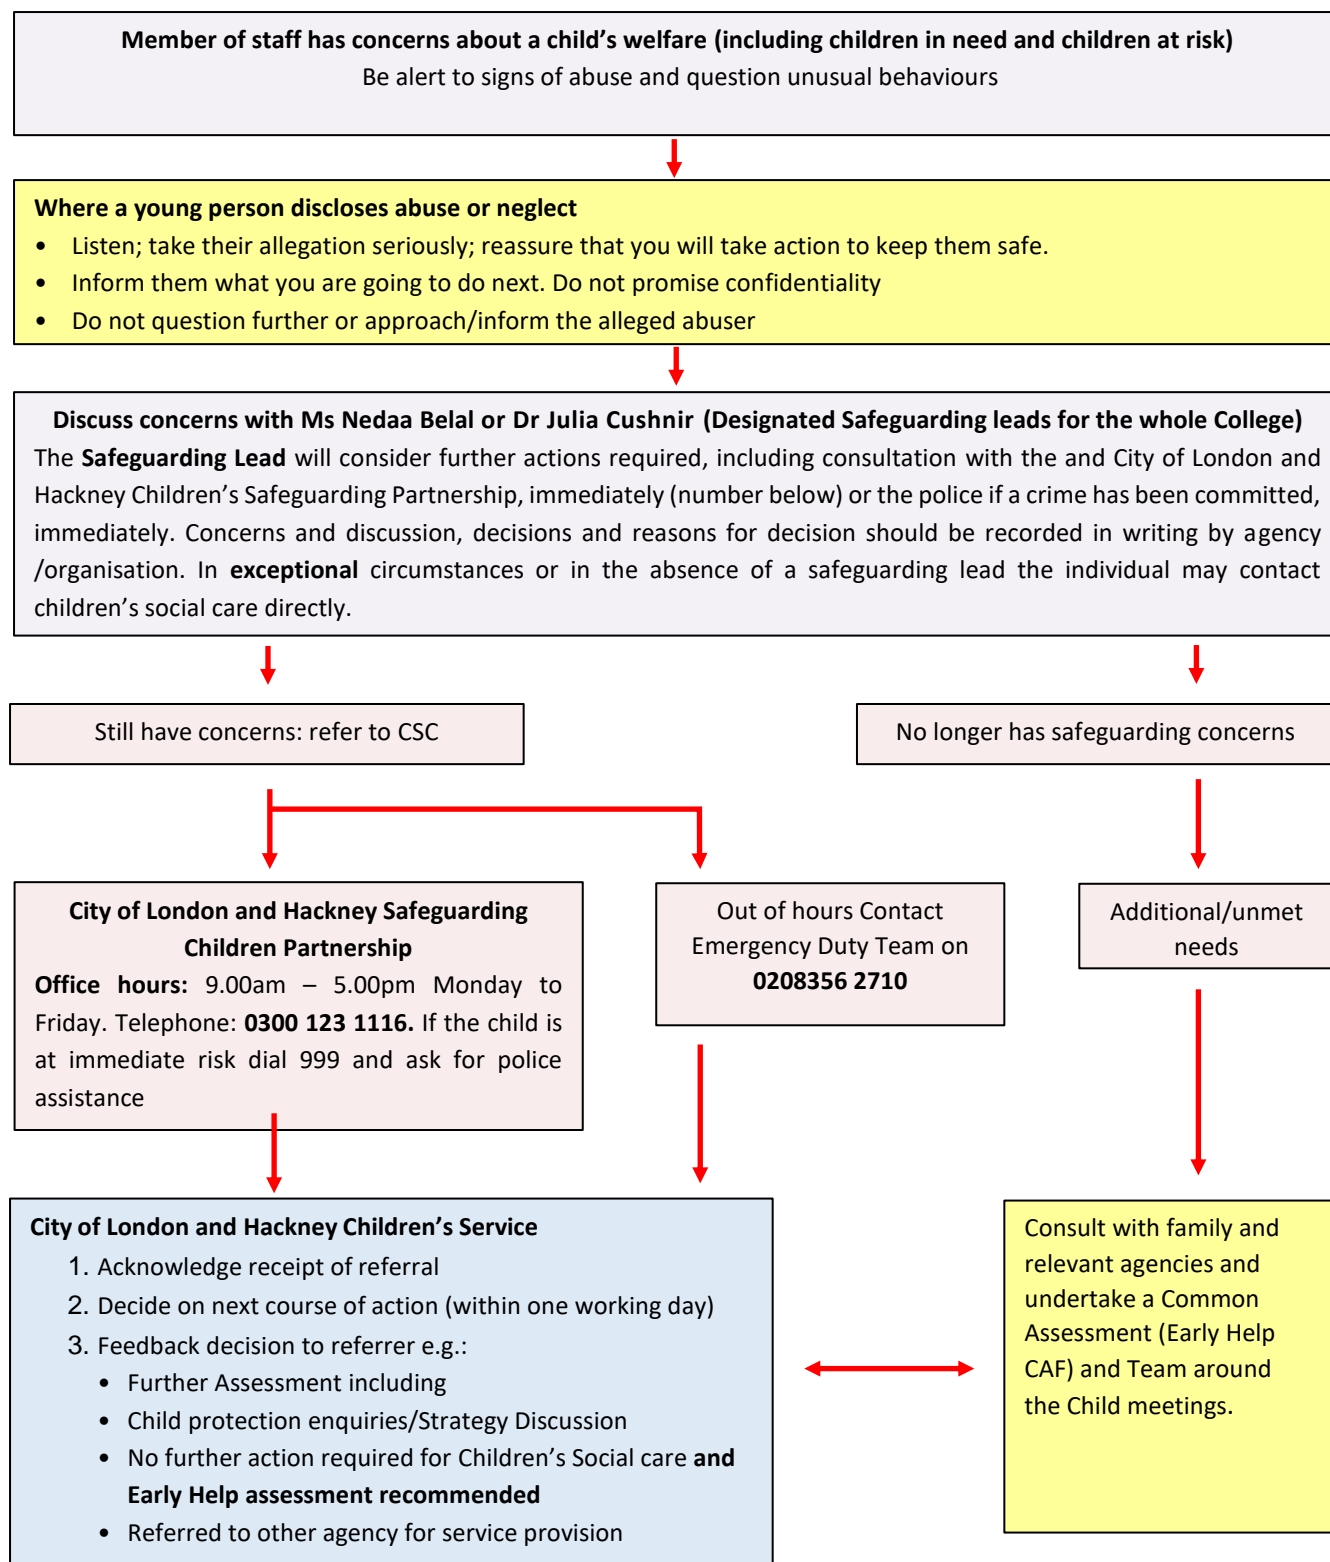 Member of staff has concerns about a child’s welfare (including children in need and children at risk)
Be alert to signs of abuse and question unusual behaviours
Where a young person discloses abuse or neglect
• Listen; take their allegation seriously; reassure that you will take action to keep them safe.
• Inform them what you are going to do next. Do not promise confidentiality
• Do not question further or approach/inform the alleged abuser
Discuss concerns with Ms Nedaa Belal or Dr Julia Cushnir (Designated Safeguarding leads for the whole College)
The Safeguarding Lead will consider further actions required, including consultation with the and City of London and
Hackney Children’s Safeguarding Partnership, immediately (number below) or the police if a crime has been committed,
immediately. Concerns and discussion, decisions and reasons for decision should be recorded in writing by agency
/organisation. In exceptional circumstances or in the absence of a safeguarding lead the individual may contact
children’s social care directly.
Still have concerns: refer to CSC
No longer has safeguarding concerns
City of London and Hackney Safeguarding
Children Partnership
Office hours: 9.00am – 5.00pm Monday to
Friday. Telephone: 0300 123 1116. If the child is
at immediate risk dial 999 and ask for police
assistance
Out of hours Contact
Emergency Duty Team on
0208356 2710
Additional/unmet
needs
City of London and Hackney Children’s Service
1. Acknowledge receipt of referral
2. Decide on next course of action (within one working day)
3. Feedback decision to referrer e.g.:
• Further Assessment including
• Child protection enquiries/Strategy Discussion
• No further action required for Children’s Social care and
Early Help assessment recommended
• Referred to other agency for service provision
Consult with family and
relevant agencies and
undertake a Common
Assessment (Early Help
CAF) and Team around
the Child meetings.